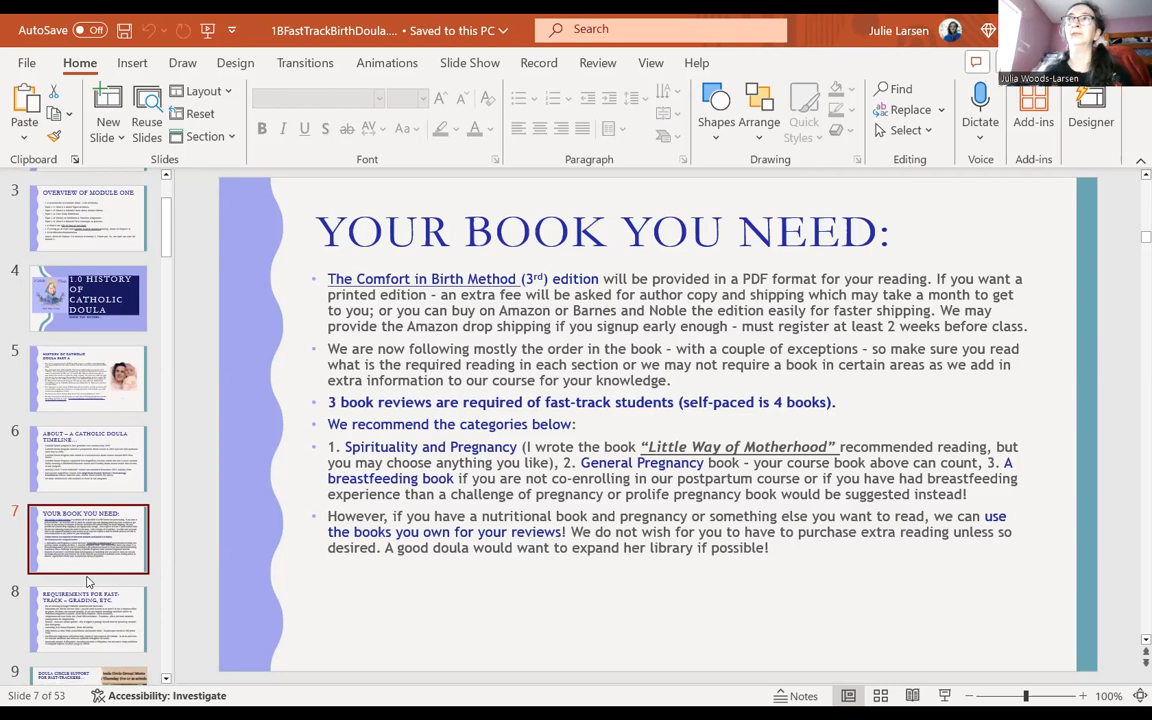 AutoSave Off
1BFastTrackBirthDoula.... • Saved to this PC
Search
Julie Larsen
Julia Woods-Larsen
File Home Insert Draw Design Transitions Animations Slide Show Record Review View Help
Paste
New Slide
Reuse Slides
Layout
Reset
Section
B I U S ab AV Aa A
Shapes
Arrange
Quick Styles
Find
Replace
Select
Dictate
Add-ins
Designer
Clipboard Slides Font Paragraph Drawing Editing Voice Add-ins
3
OVERVIEW OF MODULE ONE
4
1.0 HISTORY
OF
CATHOLIC
DOULA
5
HISTORY OF CATHOLIC
DOULA PART A
6
ABOUT – A CATHOLIC DOULA
TIMELINE...
7
YOUR BOOK YOU NEED:
8
REQUIREMENTS FOR FAST-
TRACK – GRADING, ETC.
9
DOULA CIRCLE SUPPORT
FOR FAST-TRACKERS...
YOUR BOOK YOU NEED:
• The Comfort in Birth Method (3rd) edition will be provided in a PDF format for your reading. If you want a
printed edition – an extra fee will be asked for author copy and shipping which may take a month to get
to you; or you can buy on Amazon or Barnes and Noble the edition easily for faster shipping. We may
provide the Amazon drop shipping if you signup early enough – must register at least 2 weeks before class.
• We are now following mostly the order in the book – with a couple of exceptions – so make sure you read
what is the required reading in each section or we may not require a book in certain areas as we add in
extra information to our course for your knowledge.
• 3 book reviews are required of fast-track students (self-paced is 4 books).
• We recommend the categories below:
• 1. Spirituality and Pregnancy (I wrote the book “Little Way of Motherhood” recommended reading, but
you may choose anything you like), 2. General Pregnancy book – your course book above can count, 3. A
breastfeeding book if you are not co-enrolling in our postpartum course or if you have had breastfeeding
experience than a challenge of pregnancy or prolife pregnancy book would be suggested instead!
• However, if you have a nutritional book and pregnancy or something else you want to read, we can use
the books you own for your reviews! We do not wish for you to have to purchase extra reading unless so
desired. A good doula would want to expand her library if possible!
Slide 7 of 53
Accessibility: Investigate
Notes
100%